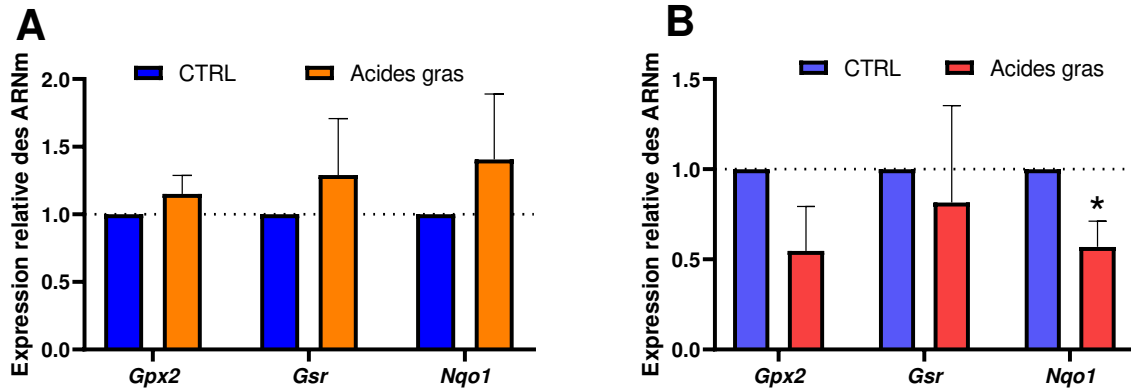 A
Expression relative des ARNm
CTRL
Acides gras
2.0
1.5
1.0
0.5
0.0
Gpx2
Gsr
Nqo1
B
Expression relative des ARNm
CTRL
Acides gras
1.5
1.0
0.5
0.0
*
Gpx2
Gsr
Nqo1